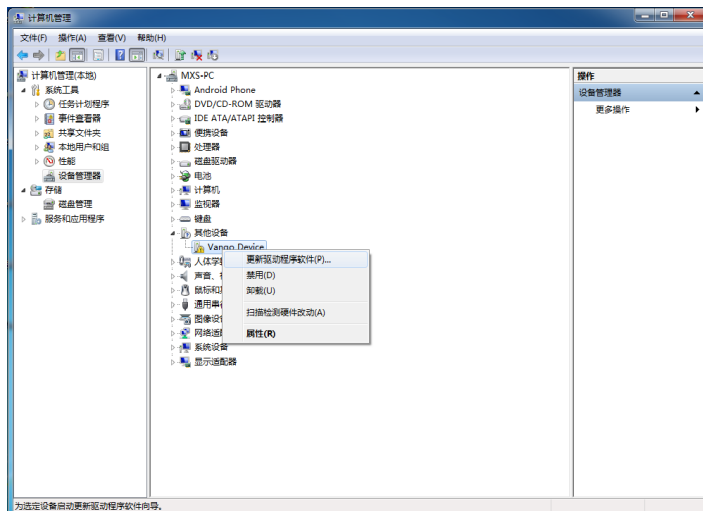 计算机管理
文件(F) 操作(A) 查看(V) 帮助(H)
计算机管理(本地)
系统工具
任务计划程序
事件查看器
共享文件夹
本地用户和组
性能
设备管理器
存储
磁盘管理
服务和应用程序
MXS-PC
Android Phone
DVD/CD-ROM 驱动器
IDE ATA/ATAPI 控制器
便携设备
处理器
磁盘驱动器
电池
计算机
监视器
键盘
其他设备
Vango Device
人体学
声音、
鼠标和
通用串
图像设
网络适
系统设备
显示适配器
更新驱动程序软件(P)...
禁用(D)
卸载(U)
扫描检测硬件改动(A)
属性(R)
操作
设备管理器
更多操作
为选定设备启动更新驱动程序软件向导。